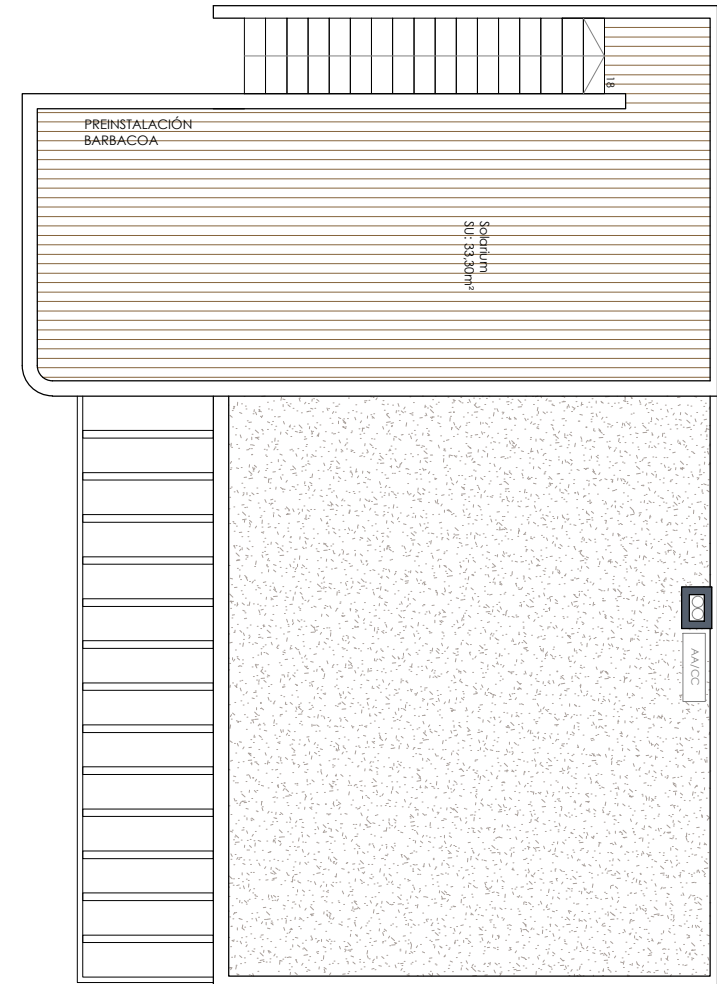 18
PREINSTALACIÓN
BARBACOA
Solarium
SU: 33,30m²
AA/CC